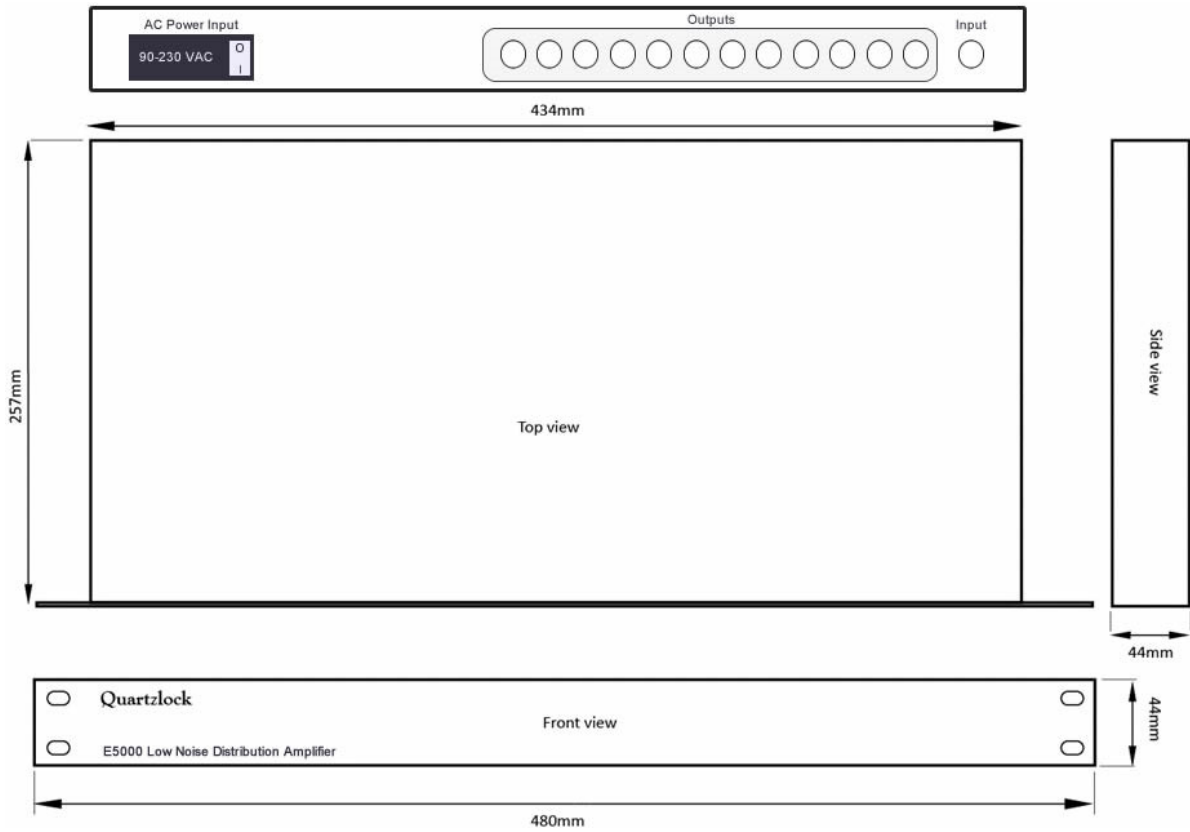 AC Power Input
Outputs
Input
90-230 VAC
O
I
434mm
257mm
Top view
Side view
44mm
Quartzlock
Front view
44mm
E5000 Low Noise Distribution Amplifier
480mm